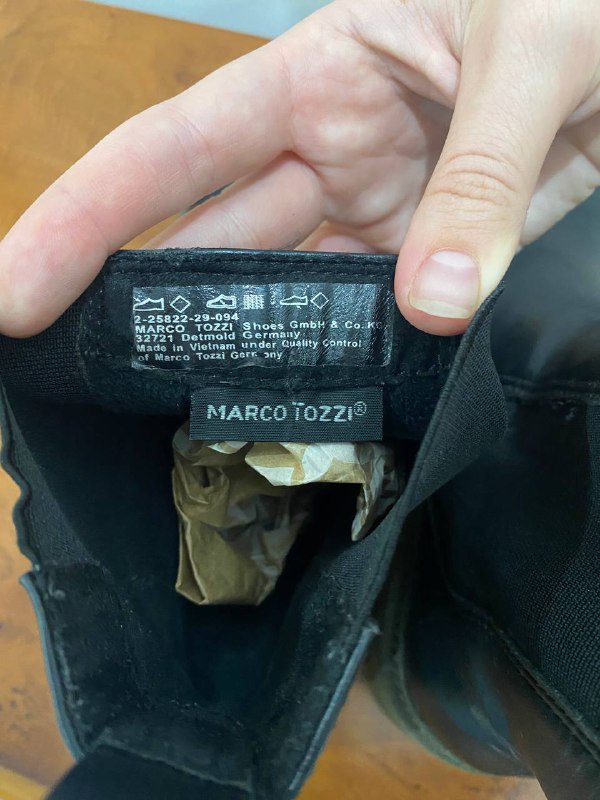 2-25822-29-094
MARCO TOZZI Shoes GmbH & Co.KG
32721 Detmold Germany
Made in Vietnam under Quality Control
of Marco Tozzi Germany
MARCO TOZZI®